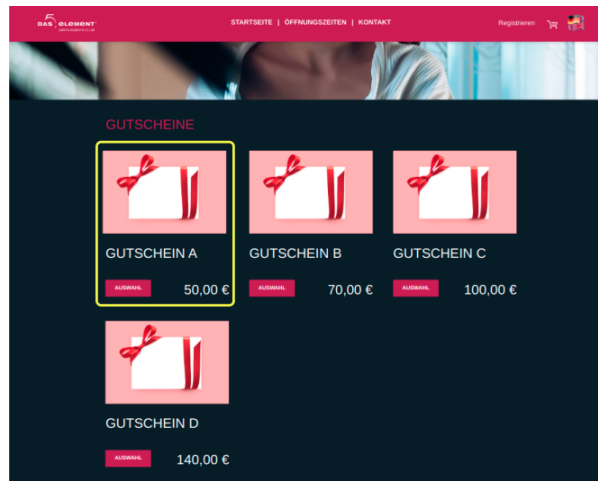 5
DAS ELEMENT
STARTSEITE | ÖFFNUNGSZEITEN | KONTAKT
Registrieren
GUTSCHEINE
GUTSCHEIN A
AUSWAHL 50,00 €
GUTSCHEIN B
AUSWAHL 70,00 €
GUTSCHEIN C
AUSWAHL 100,00 €
GUTSCHEIN D
AUSWAHL 140,00 €